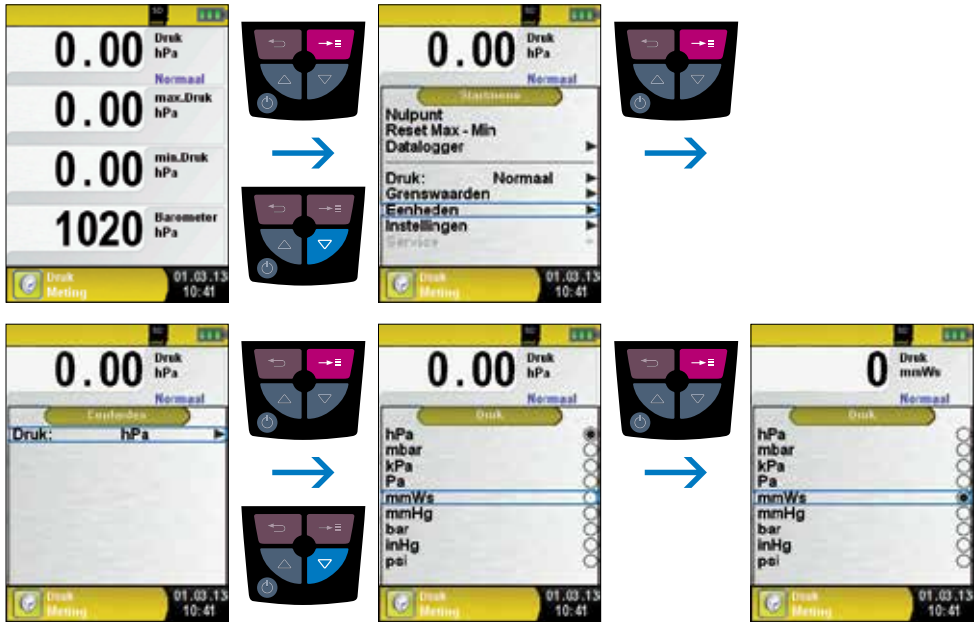 0.00 Druk hPa
Normaal
0.00 max.Druk hPa
0.00 min.Druk hPa
1020 Barometer hPa
Druk Meting
01.03.13
10:41
0.00 Druk hPa
Normaal
Startmenu
Nulpunt
Reset Max - Min
Datalogger
Druk: Normaal
Grenswaarden
Eenheden
Instellingen
Service
Druk Meting
01.03.13
10:41
0.00 Druk hPa
Normaal
Eenheden
Druk: hPa
Druk Meting
01.03.13
10:41
0.00 Druk hPa
Normaal
Druk
hPa
mbar
kPa
Pa
mmWs
mmHg
bar
inHg
psi
Druk Meting
01.03.13
10:41
0 Druk mmWs
Normaal
Druk
hPa
mbar
kPa
Pa
mmWs
mmHg
bar
inHg
psi
Druk Meting
01.03.13
10:41